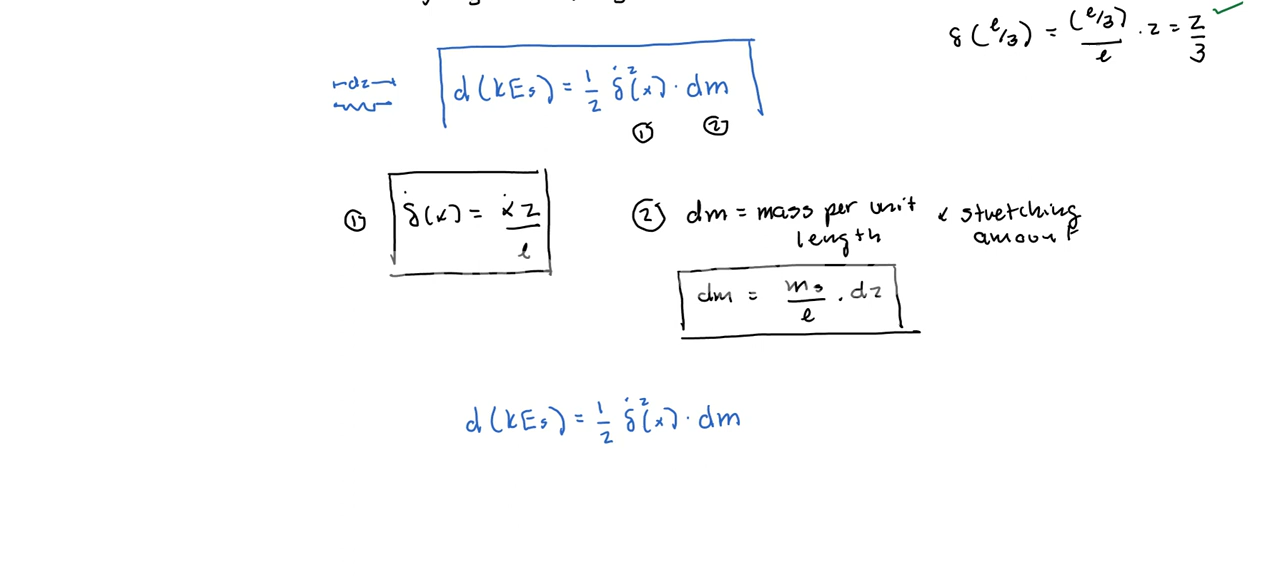 δ(ℓ/3) = (ℓ/3)/ℓ · z = z/3 ✓
dz
d(KEs) = 1/2 δ̇²(x) · dm
① ②
① δ̇(x) = ẋz/ℓ
② dm = mass per unit length x stretching amount
dm = ms/ℓ · dz
d(KEs) = 1/2 δ̇²(x) · dm